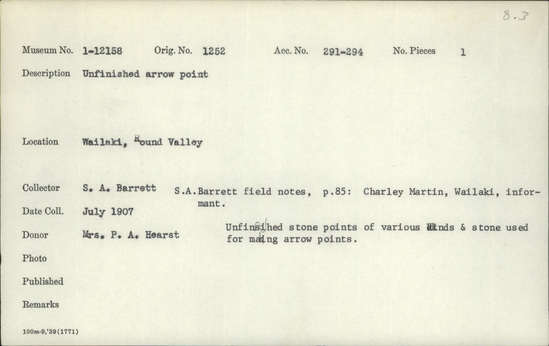 8.3
Museum No. 1-12158 Orig. No. 1252 Acc. No. 291-294 No. Pieces 1
Description Unfinished arrow point
Location Wailaki, Round Valley
Collector S. A. Barrett S.A.Barrett field notes, p.85: Charley Martin, Wailaki, infor-
mant.
Date Coll. July 1907
Donor Mrs. P. A. Hearst Unfinished stone points of various kinds & stone used
for making arrow points.
Photo
Published
Remarks
100m-9,'39(1771)